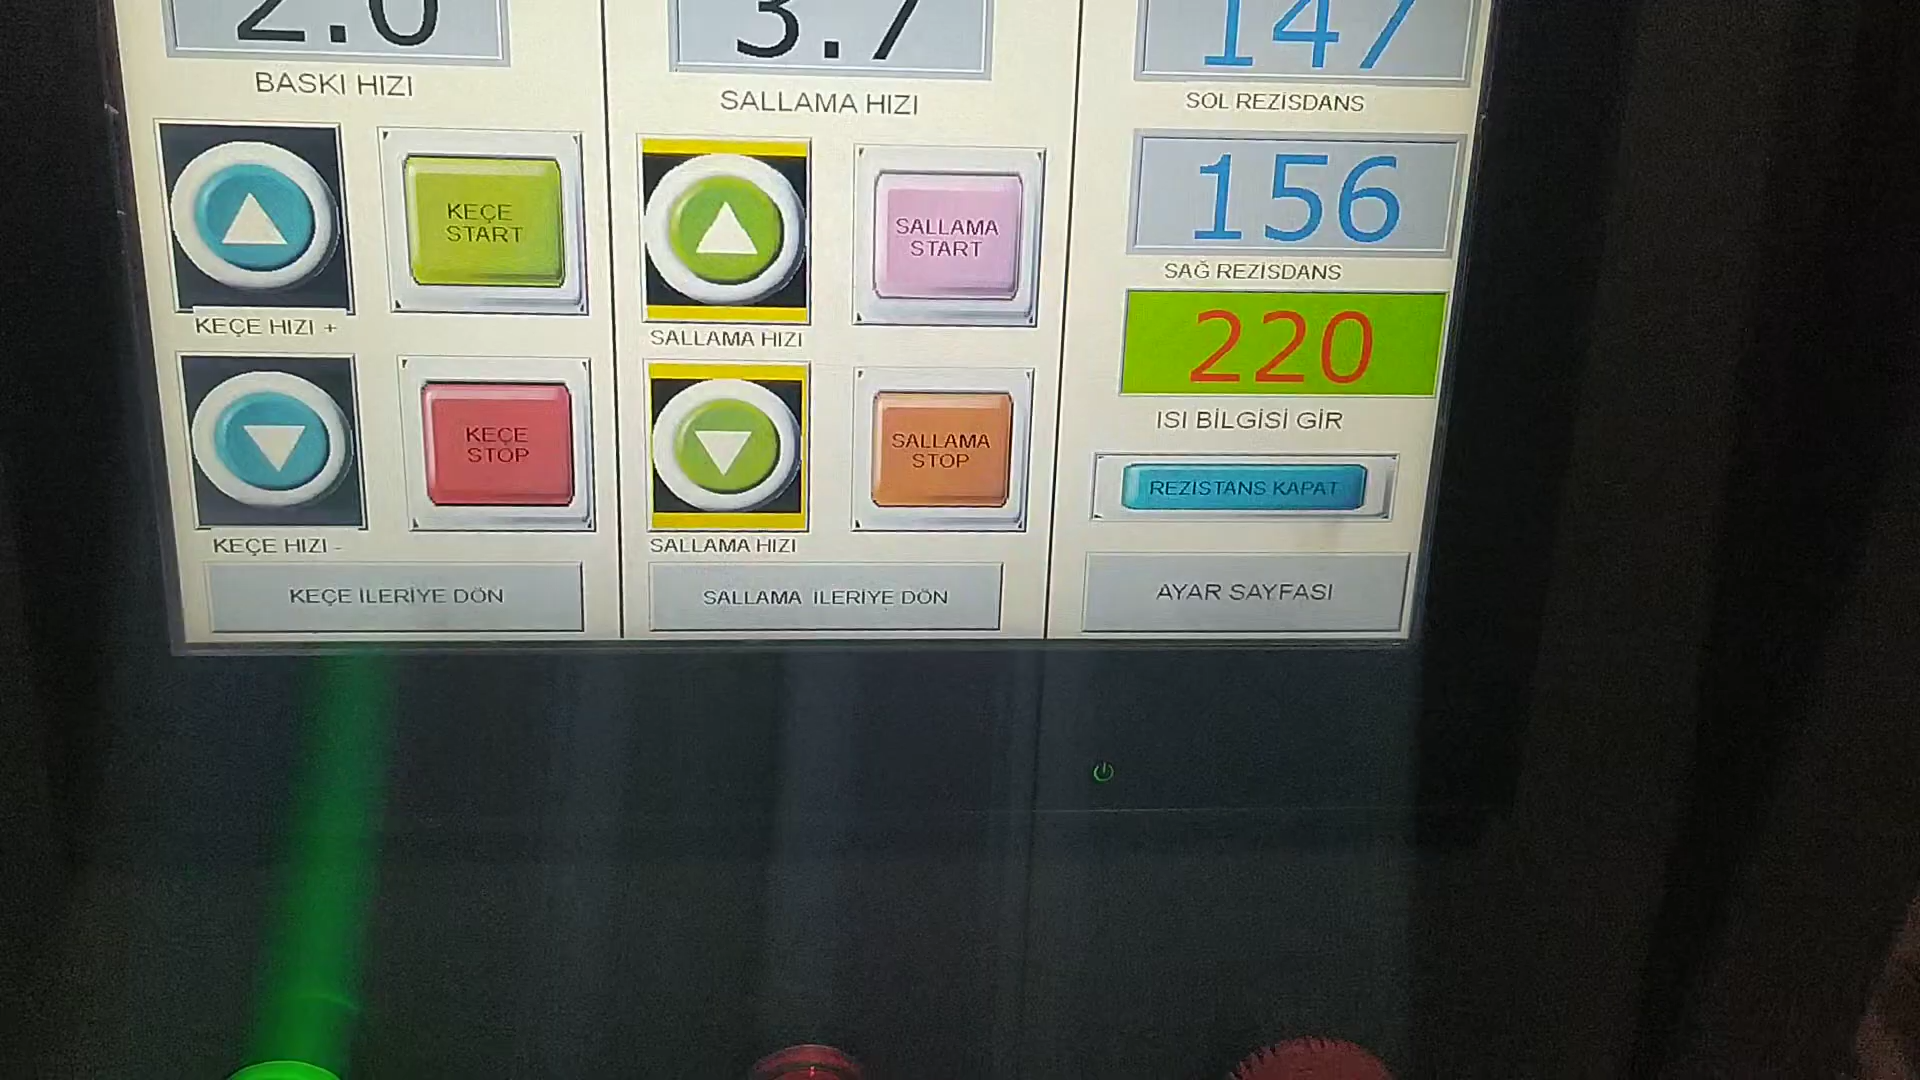 2.0
3.7
147
BASKI HIZI
SALLAMA HIZI
SOL REZİSDANS
KEÇE
START
SALLAMA
START
156
SAĞ REZİSDANS
KEÇE HIZI +
SALLAMA HIZI
220
ISI BİLGİSİ GİR
KEÇE
STOP
SALLAMA
STOP
REZİSTANS KAPAT
KEÇE HIZI -
SALLAMA HIZI
KEÇE İLERİYE DÖN
SALLAMA İLERİYE DÖN
AYAR SAYFASI